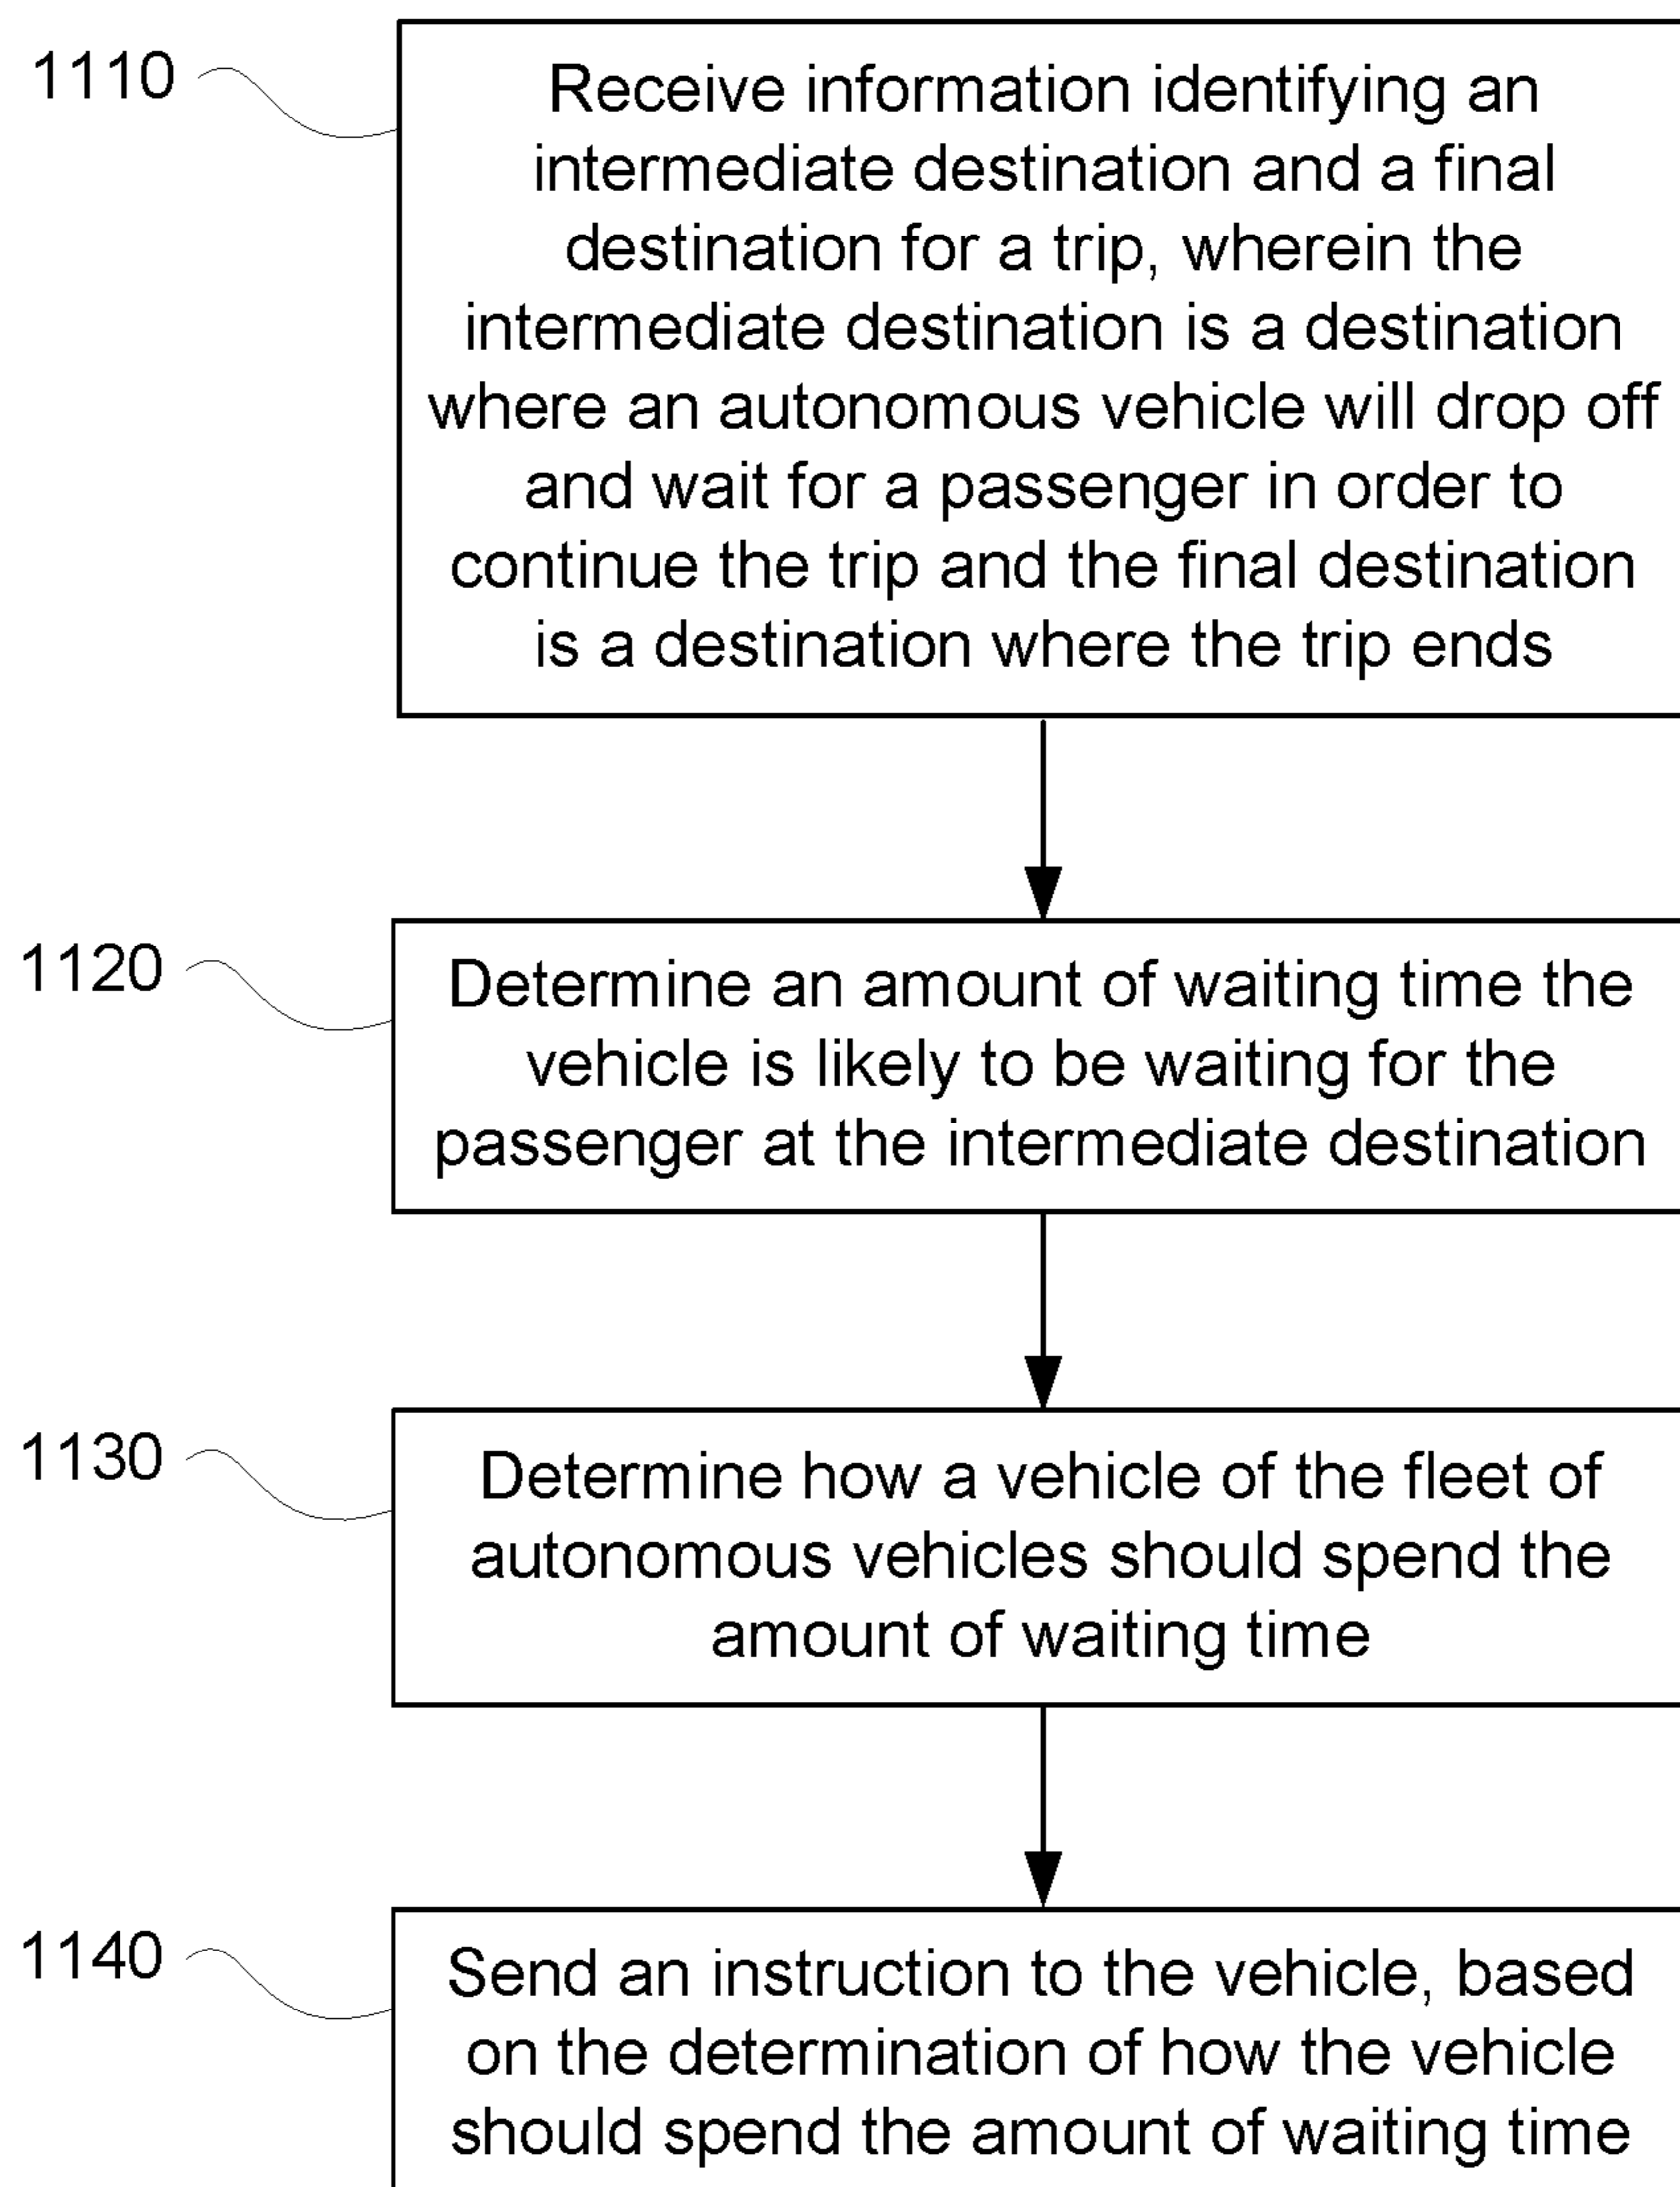 1110
Receive information identifying an
intermediate destination and a final
destination for a trip, wherein the
intermediate destination is a destination
where an autonomous vehicle will drop off
and wait for a passenger in order to
continue the trip and the final destination
is a destination where the trip ends
1120
Determine an amount of waiting time the
vehicle is likely to be waiting for the
passenger at the intermediate destination
1130
Determine how a vehicle of the fleet of
autonomous vehicles should spend the
amount of waiting time
1140
Send an instruction to the vehicle, based
on the determination of how the vehicle
should spend the amount of waiting time